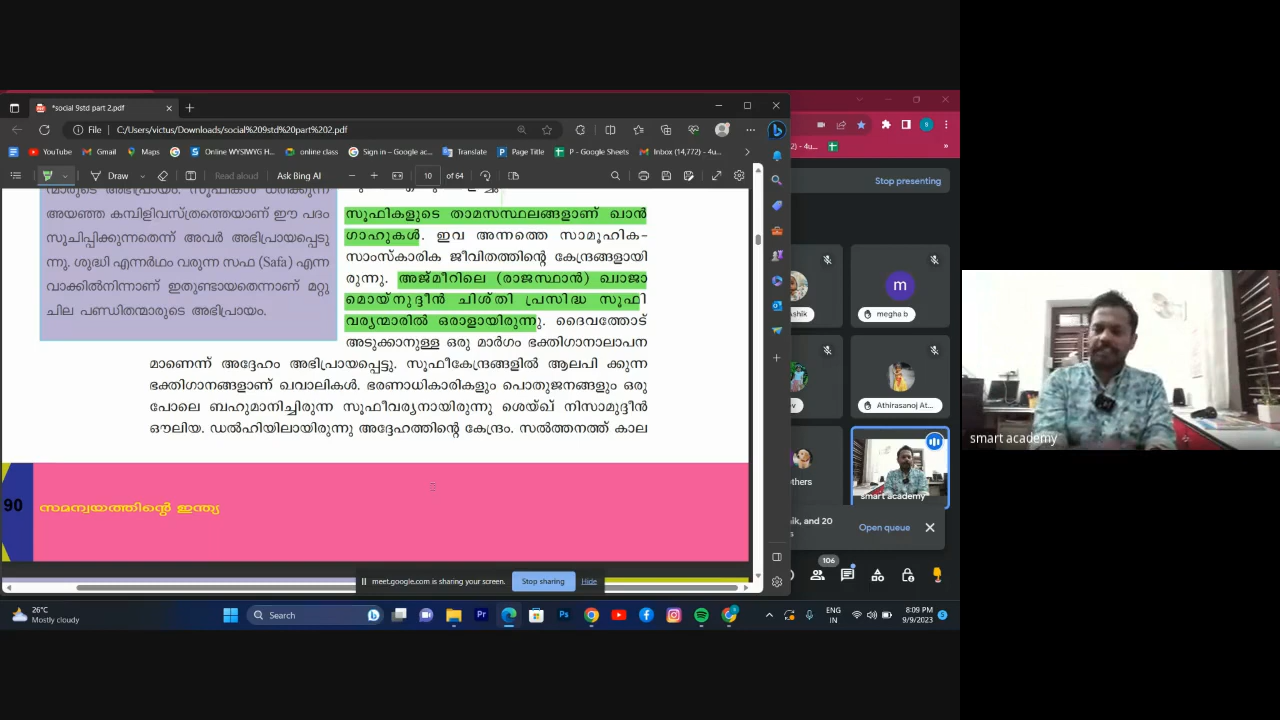 *social 9std part 2.pdf
File C:/Users/victus/Downloads/social%209std%20part%202.pdf
YouTube Gmail Maps Online WYSIWYG H... online class Sign in – Google ac... Translate Page Title P - Google Sheets Inbox (14,772) - 4u...
Draw Read aloud Ask Bing AI 10 of 64
Stop presenting
അയഞ്ഞ കമ്പിളിവസ്ത്രത്തെയാണ് ഈ പദം
സൂചിപ്പിക്കുന്നതെന്ന് അവർ അഭിപ്രായപ്പെടു
ന്നു. ശുദ്ധി എന്നർഥം വരുന്ന സഫ (Safa) എന്ന
വാക്കിൽനിന്നാണ് ഇതുണ്ടായതെന്നാണ് മറ്റു
ചില പണ്ഡിതന്മാരുടെ അഭിപ്രായം.
സൂഫികളുടെ താമസസ്ഥലങ്ങളാണ് ഖാൻ
ഗാഹുകൾ. ഇവ അന്നത്തെ സാമൂഹിക-
സാംസ്കാരിക ജീവിതത്തിന്റെ കേന്ദ്രങ്ങളായി
രുന്നു. അജ്മീറിലെ (രാജസ്ഥാൻ) ഖ്വാജാ
മൊയ്നുദ്ദീൻ ചിശ്തി പ്രസിദ്ധ സൂഫി
വര്യന്മാരിൽ ഒരാളായിരുന്നു. ദൈവത്തോട്
അടുക്കാനുള്ള ഒരു മാർഗം ഭക്തിഗാനാലാപന
മാണെന്ന് അദ്ദേഹം അഭിപ്രായപ്പെട്ടു. സൂഫീകേന്ദ്രങ്ങളിൽ ആലപി ക്കുന്ന
ഭക്തിഗാനങ്ങളാണ് ഖവാലികൾ. ഭരണാധികാരികളും പൊതുജനങ്ങളും ഒരു
പോലെ ബഹുമാനിച്ചിരുന്ന സൂഫീവര്യനായിരുന്നു ശെയ്ഖ് നിസാമുദ്ദീൻ
ഔലിയ. ഡൽഹിയിലായിരുന്നു അദ്ദേഹത്തിന്റെ കേന്ദ്രം. സൽത്തനത്ത് കാല
90 സമന്വയത്തിന്റെ ഇന്ത്യ
megha b
Athirasanoj At...
smart academy
and 20
Open queue
106
meet.google.com is sharing your screen. Stop sharing Hide
26°C
Mostly cloudy
Search
ENG
IN
8:09 PM
9/9/2023
smart academy